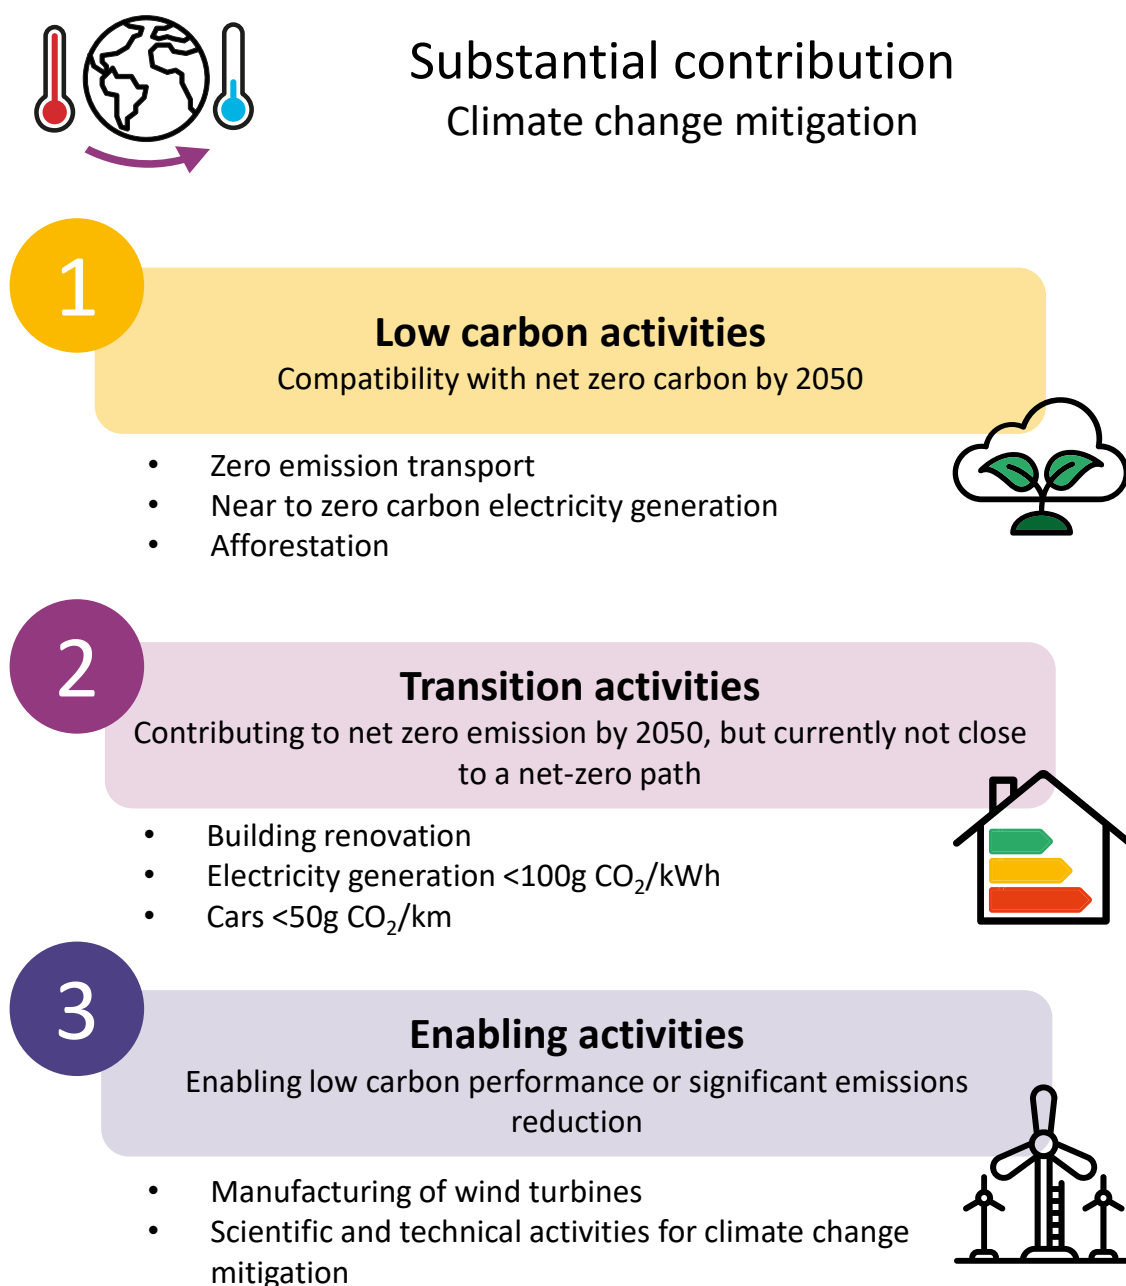 Substantial contribution
Climate change mitigation
1
Low carbon activities
Compatibility with net zero carbon by 2050
• Zero emission transport
• Near to zero carbon electricity generation
• Afforestation
2
Transition activities
Contributing to net zero emission by 2050, but currently not close
to a net-zero path
• Building renovation
• Electricity generation <100g CO₂/kWh
• Cars <50g CO₂/km
3
Enabling activities
Enabling low carbon performance or significant emissions
reduction
• Manufacturing of wind turbines
• Scientific and technical activities for climate change
mitigation